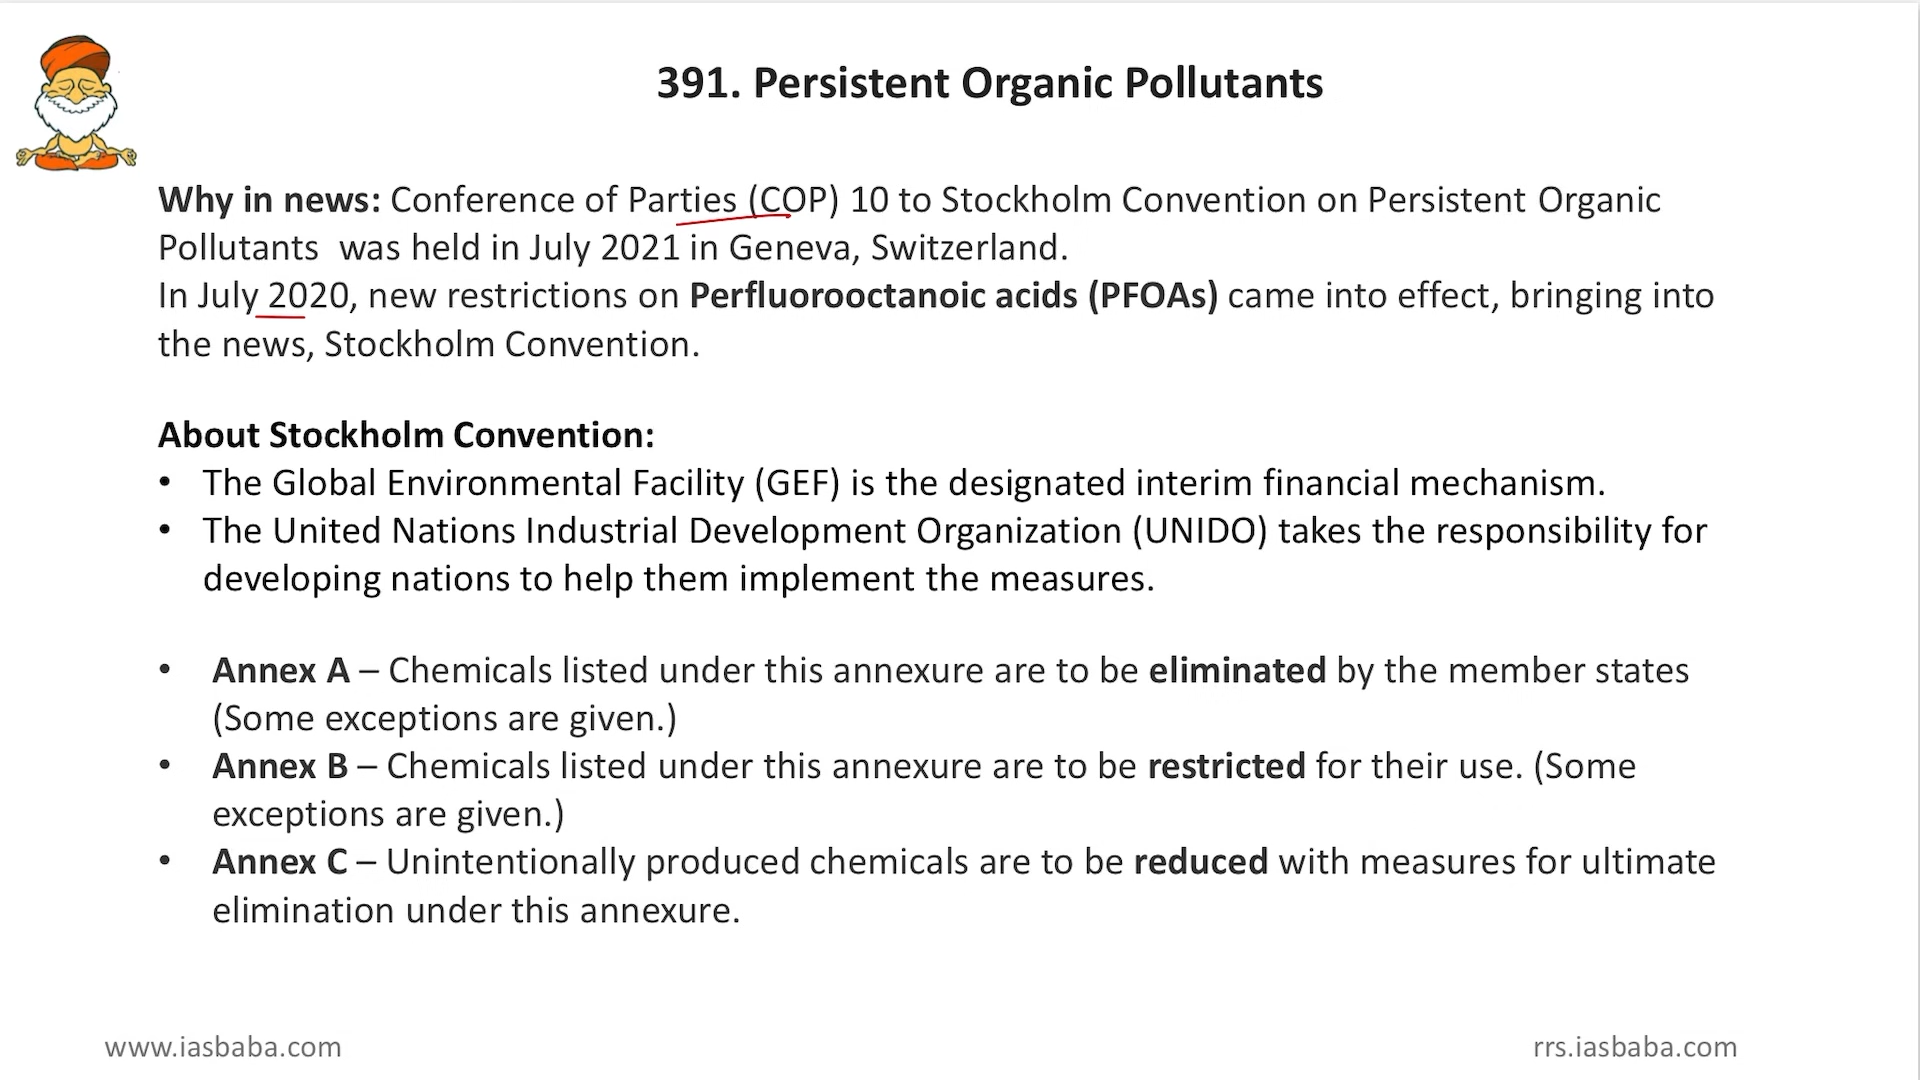 391. Persistent Organic Pollutants
Why in news: Conference of Parties (COP) 10 to Stockholm Convention on Persistent Organic
Pollutants was held in July 2021 in Geneva, Switzerland.
In July 2020, new restrictions on Perfluorooctanoic acids (PFOAs) came into effect, bringing into
the news, Stockholm Convention.
About Stockholm Convention:
• The Global Environmental Facility (GEF) is the designated interim financial mechanism.
• The United Nations Industrial Development Organization (UNIDO) takes the responsibility for
developing nations to help them implement the measures.
• Annex A – Chemicals listed under this annexure are to be eliminated by the member states
(Some exceptions are given.)
• Annex B – Chemicals listed under this annexure are to be restricted for their use. (Some
exceptions are given.)
• Annex C – Unintentionally produced chemicals are to be reduced with measures for ultimate
elimination under this annexure.
www.iasbaba.com
rrs.iasbaba.com